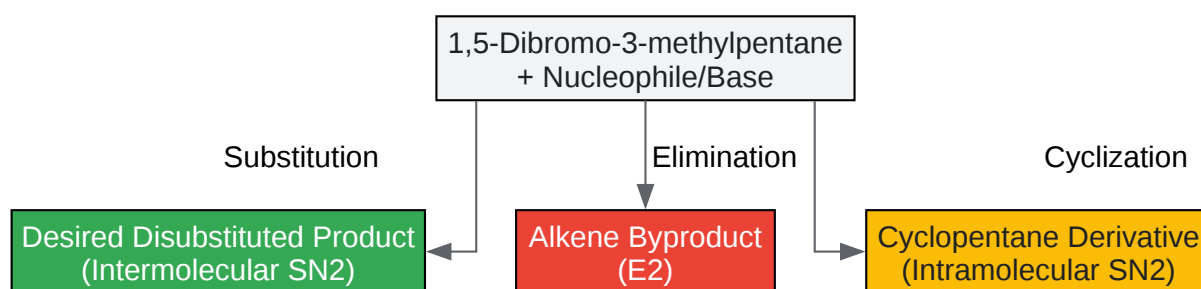 1,5-Dibromo-3-methylpentane
+ Nucleophile/Base
Substitution
Elimination
Cyclization
Desired Disubstituted Product
(Intermolecular SN2)
Alkene Byproduct
(E2)
Cyclopentane Derivative
(Intramolecular SN2)